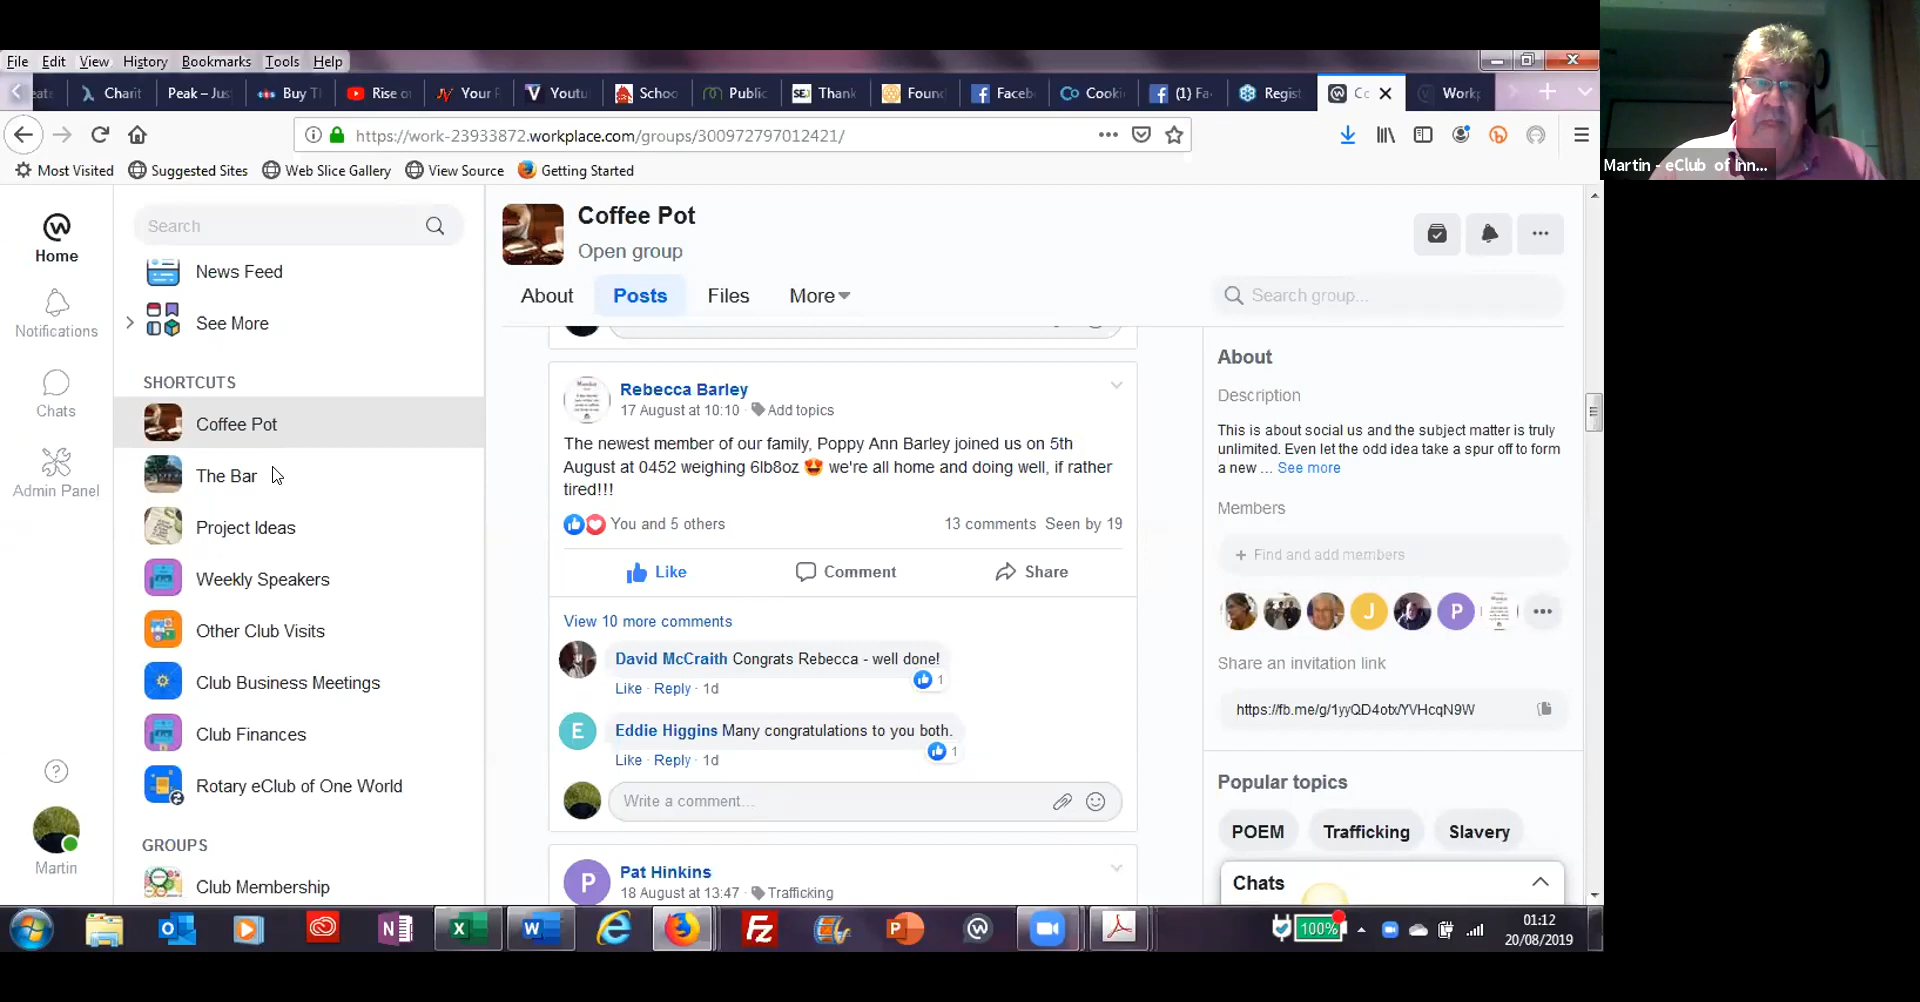 File Edit View History Bookmarks Tools Help
Charit
Peak – Jus
Buy T
Rise o
Your F
Youtu
Schoo
Public
SEJ Thank
Found
Faceb
Cooki
(1) Fa
Regist
Co
Work
https://work-23933872.workplace.com/groups/300972797012421/
Most Visited Suggested Sites Web Slice Gallery View Source Getting Started
Martin - eClub of Inn...
Home
Notifications
Chats
Admin Panel
Martin
Search
News Feed
See More
SHORTCUTS
Coffee Pot
The Bar
Project Ideas
Weekly Speakers
Other Club Visits
Club Business Meetings
Club Finances
Rotary eClub of One World
GROUPS
Club Membership
Coffee Pot
Open group
About Posts Files More
Search group...
Rebecca Barley
17 August at 10:10 · Add topics
The newest member of our family, Poppy Ann Barley joined us on 5th
August at 0452 weighing 6lb8oz 🤩 we're all home and doing well, if rather
tired!!!
You and 5 others 13 comments Seen by 19
Like Comment Share
View 10 more comments
David McCraith Congrats Rebecca - well done!
1
Like · Reply · 1d
E
Eddie Higgins Many congratulations to you both.
1
Like · Reply · 1d
Write a comment...
P
Pat Hinkins
18 August at 13:47 · Trafficking
About
Description
This is about social us and the subject matter is truly
unlimited. Even let the odd idea take a spur off to form
a new ... See more
Members
+ Find and add members
J P
Share an invitation link
https://fb.me/g/1yyQD4otx/YVHcqN9W
Popular topics
POEM Trafficking Slavery
Chats
100%
01:12
20/08/2019